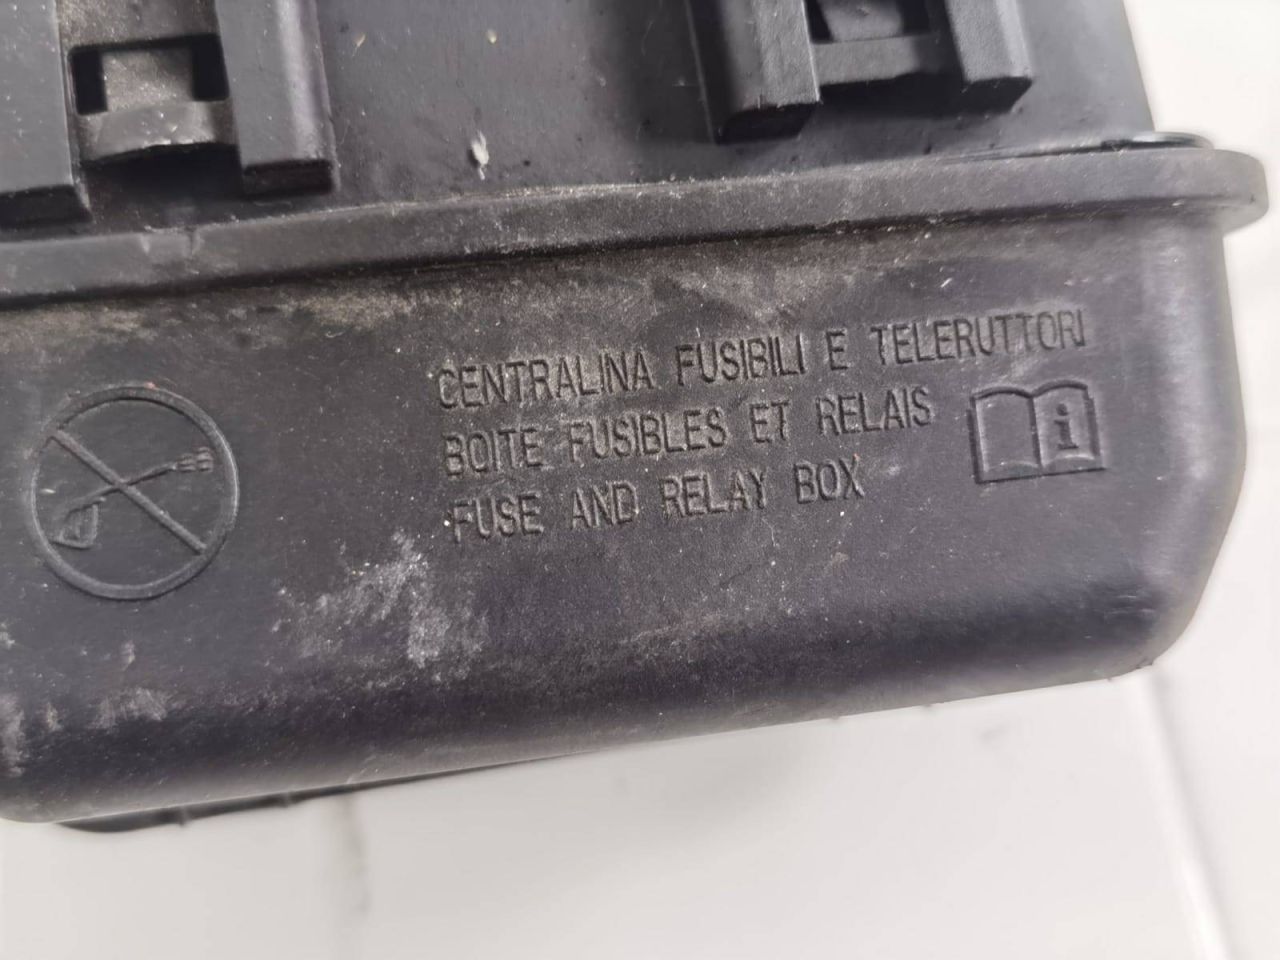 CENTRALINA FUSIBILI E TELERUTTORI
BOITE FUSIBLES ET RELAIS
FUSE AND RELAY BOX
i